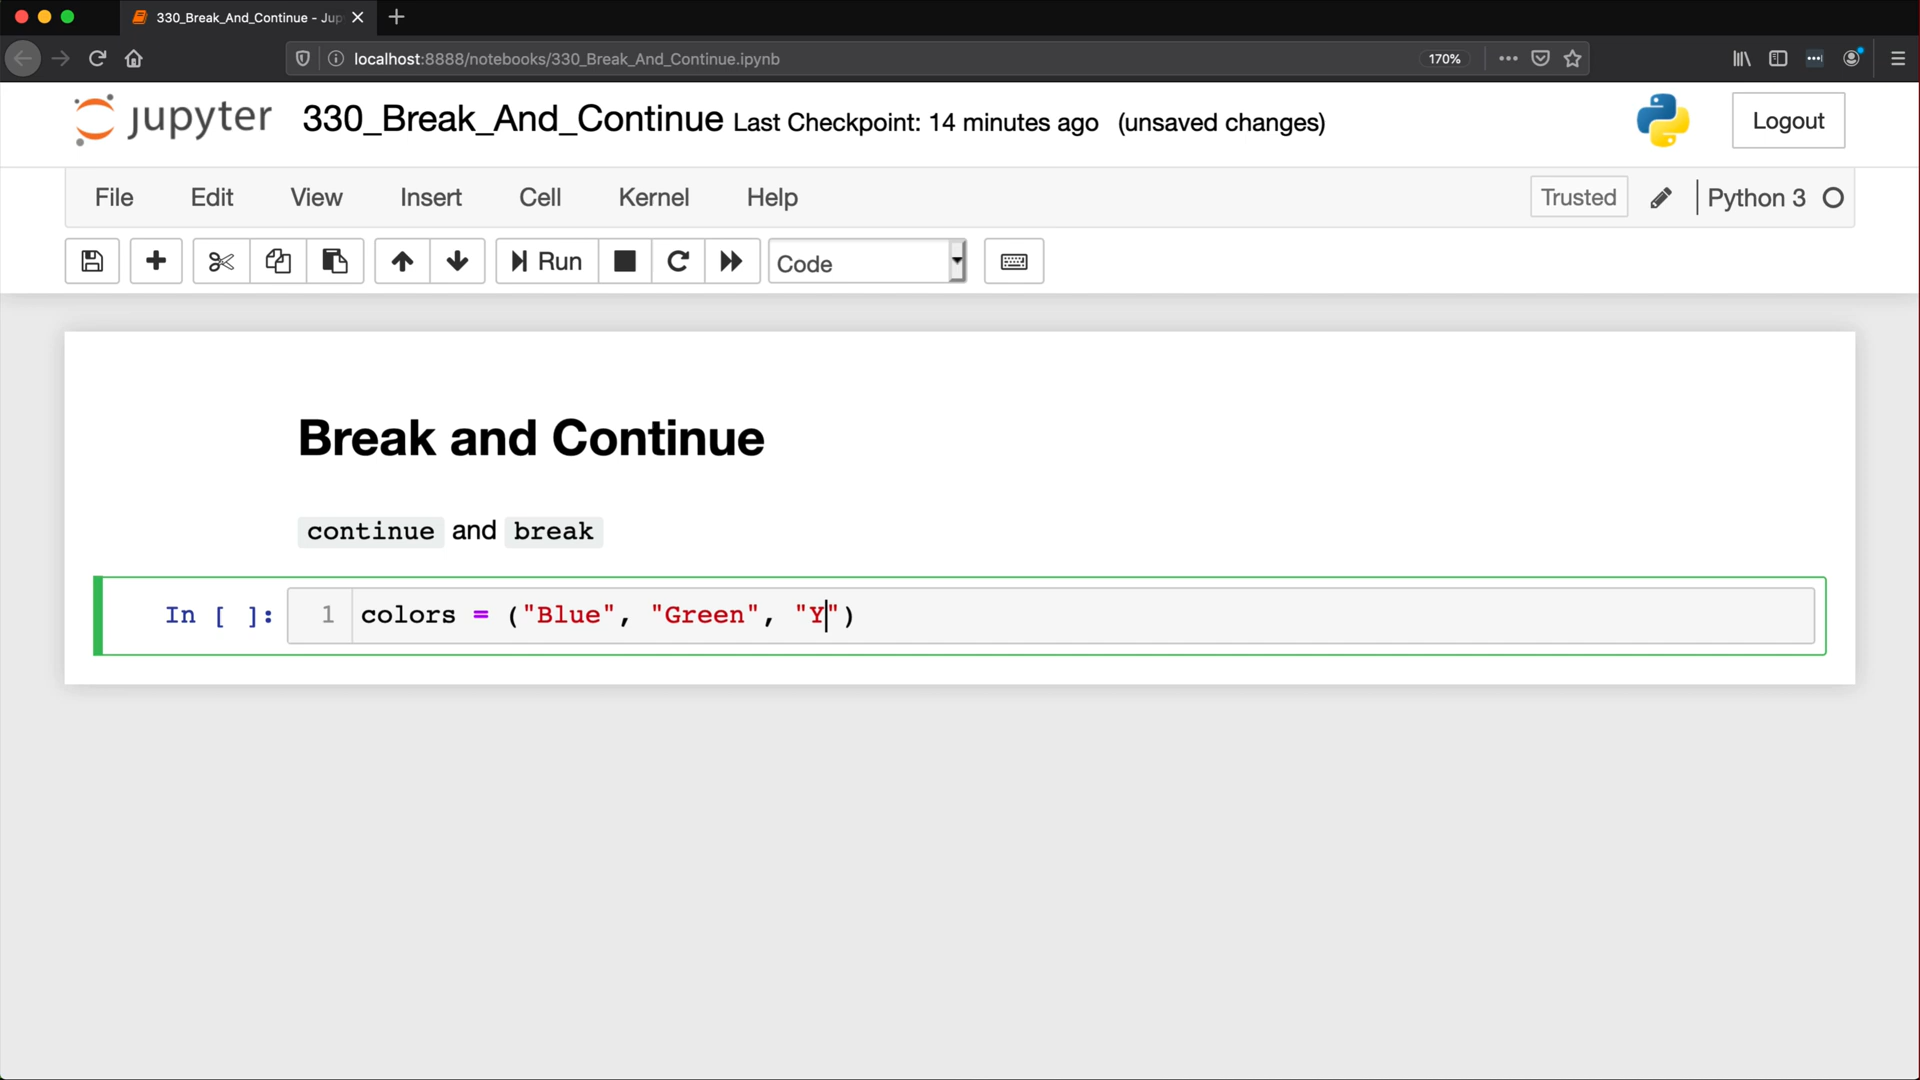 330_Break_And_Continue - Jup
localhost:8888/notebooks/330_Break_And_Continue.ipynb
170%
jupyter 330_Break_And_Continue Last Checkpoint: 14 minutes ago (unsaved changes)
Logout
File Edit View Insert Cell Kernel Help
Trusted
Python 3
Run
Code
Break and Continue
continue and break
In [ ]: 1 colors = ("Blue", "Green", "Y")